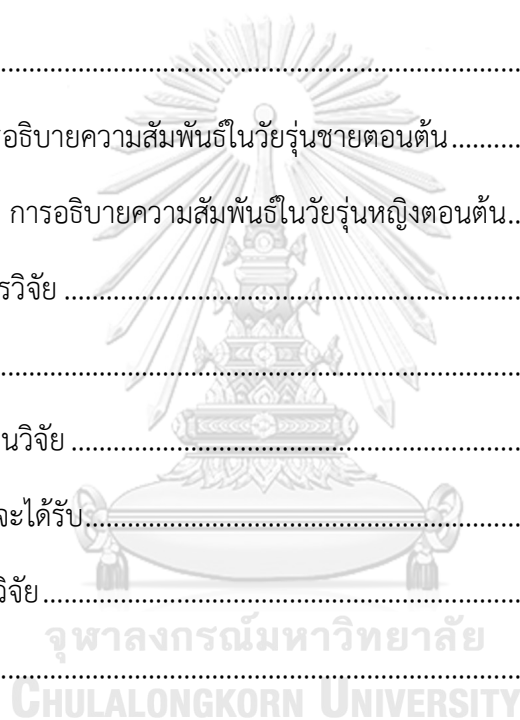 .......................................................................................
รอธิบายความสัมพันธ์ในวัยรุ่นชายตอนต้น..........
การอธิบายความสัมพันธ์ในวัยรุ่นหญิงตอนต้น..
รวิจัย ..............................................................................
.......................................................................................
นวิจัย .............................................................................
จะได้รับ...........................................................................
วิจัย..................................................................................
จุฬาลงกรณ์มหาวิทยาลัย
.......................................................................................
CHULALONGKORN UNIVERSITY